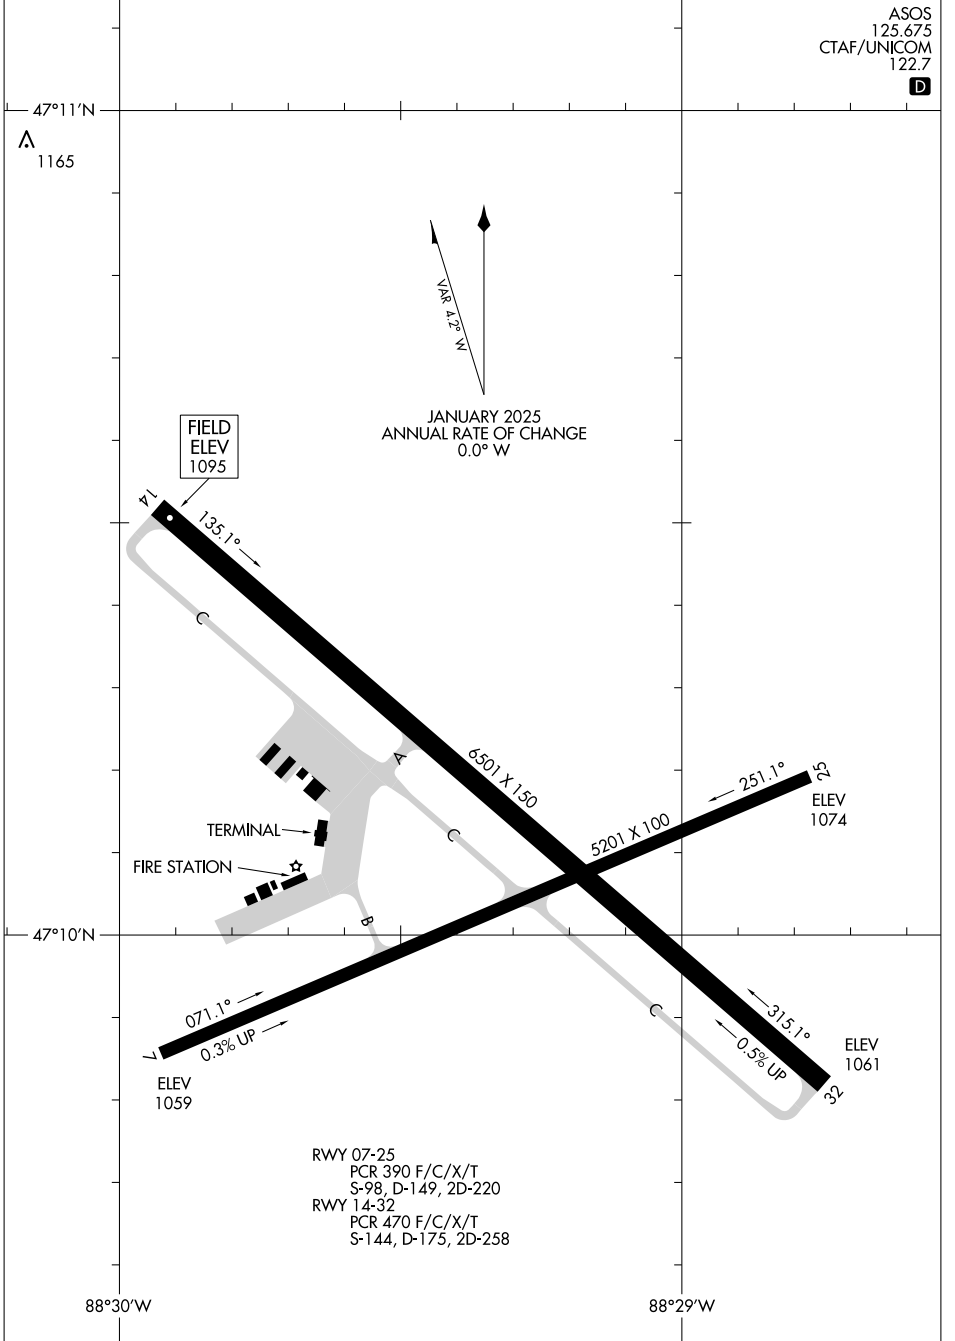 ASOS
125.675
CTAF/UNICOM
122.7
D
47°11'N
1165
VAR 4.2° W
JANUARY 2025
ANNUAL RATE OF CHANGE
0.0° W
FIELD
ELEV
1095
14
135.1°
C
A
6501 X 150
251.1°
25
ELEV
1074
TERMINAL
C
5201 X 100
FIRE STATION
B
47°10'N
071.1°
0.3% UP
7
ELEV
1059
C
315.1°
0.5% UP
ELEV
1061
32
RWY 07-25
PCR 390 F/C/X/T
S-98, D-149, 2D-220
RWY 14-32
PCR 470 F/C/X/T
S-144, D-175, 2D-258
88°30'W
88°29'W